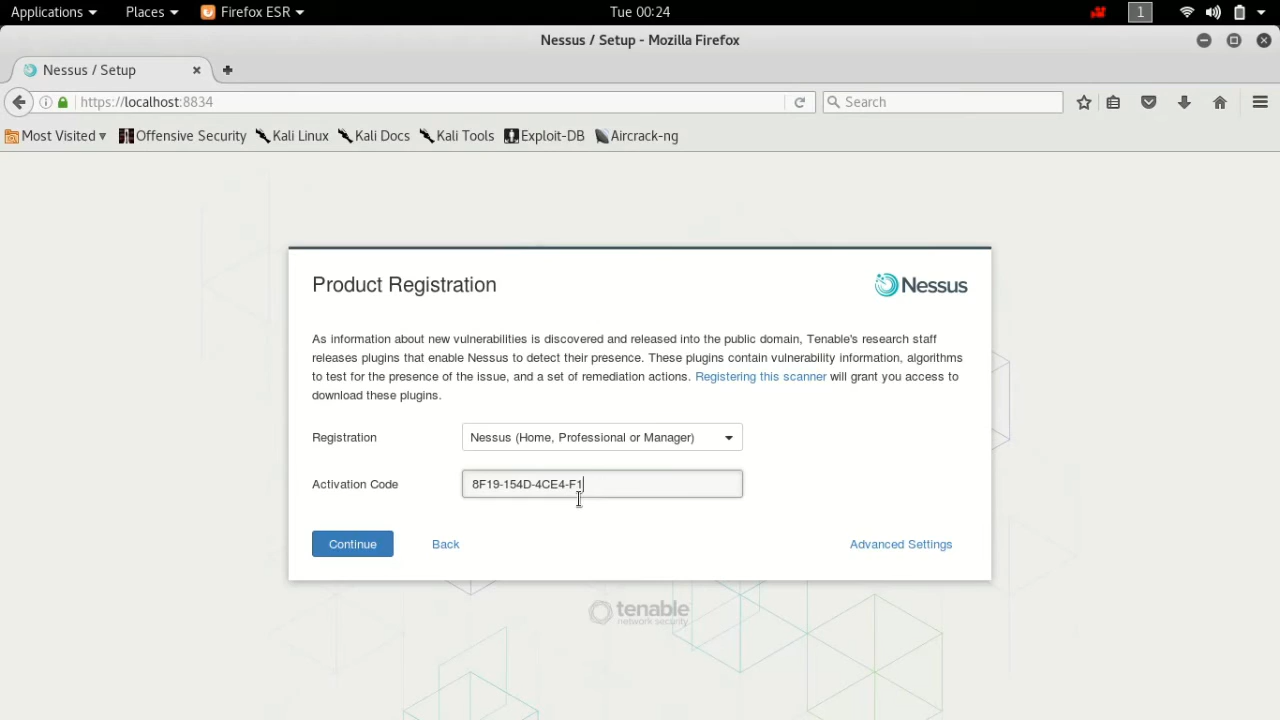 Applications Places Firefox ESR Tue 00:24 1
Nessus / Setup - Mozilla Firefox
Nessus / Setup
https://localhost:8834 Search
Most Visited Offensive Security Kali Linux Kali Docs Kali Tools Exploit-DB Aircrack-ng
Product Registration Nessus
As information about new vulnerabilities is discovered and released into the public domain, Tenable's research staff
releases plugins that enable Nessus to detect their presence. These plugins contain vulnerability information, algorithms
to test for the presence of the issue, and a set of remediation actions. Registering this scanner will grant you access to
download these plugins.
Registration Nessus (Home, Professional or Manager)
Activation Code 8F19-154D-4CE4-F1
Continue Back Advanced Settings
tenable
network security